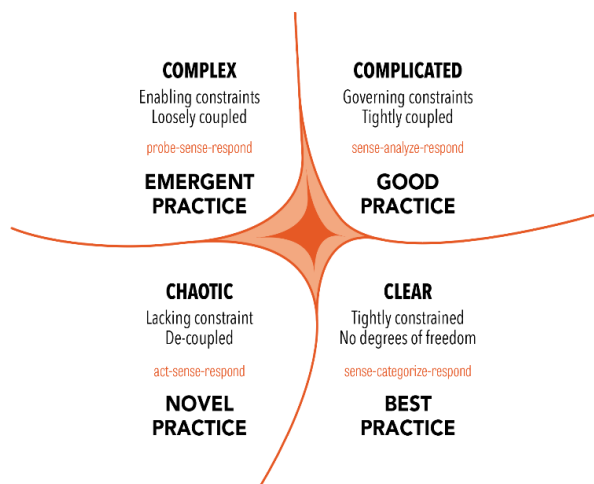 COMPLEX
Enabling constraints
Loosely coupled
probe-sense-respond
EMERGENT
PRACTICE
COMPLICATED
Governing constraints
Tightly coupled
sense-analyze-respond
GOOD
PRACTICE
CHAOTIC
Lacking constraint
De-coupled
act-sense-respond
NOVEL
PRACTICE
CLEAR
Tightly constrained
No degrees of freedom
sense-categorize-respond
BEST
PRACTICE